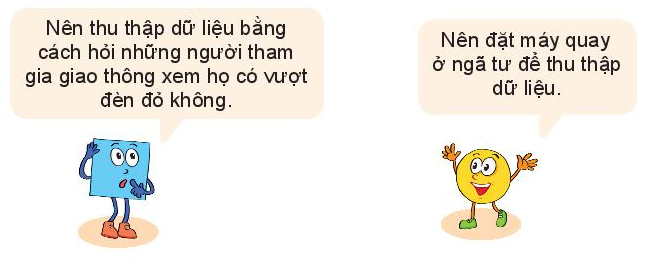 Nên thu thập dữ liệu bằng
cách hỏi những người tham
gia giao thông xem họ có vượt
đèn đỏ không.
Nên đặt máy quay
ở ngã tư để thu thập
dữ liệu.